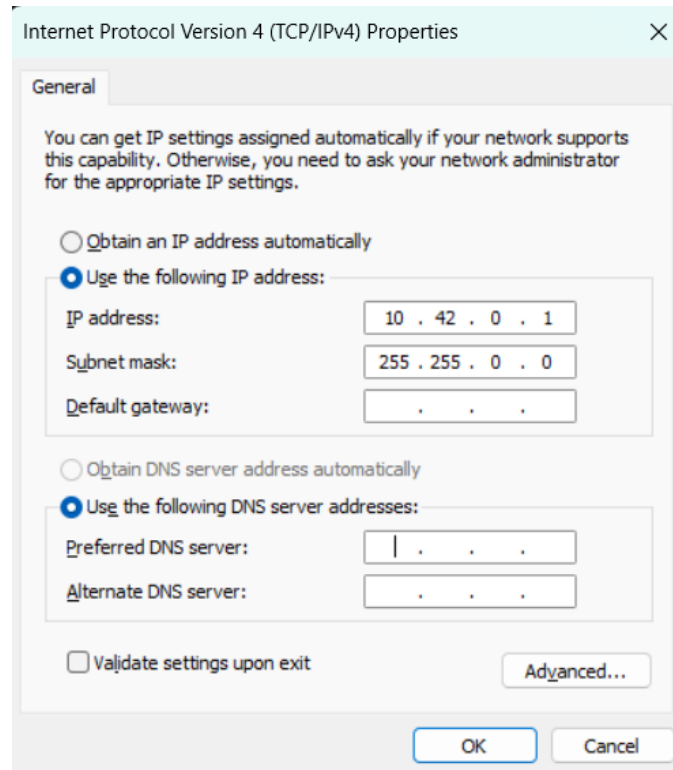 Internet Protocol Version 4 (TCP/IPv4) Properties
General
You can get IP settings assigned automatically if your network supports
this capability. Otherwise, you need to ask your network administrator
for the appropriate IP settings.
Obtain an IP address automatically
Use the following IP address:
IP address: 10 . 42 . 0 . 1
Subnet mask: 255 . 255 . 0 . 0
Default gateway: . . .
Obtain DNS server address automatically
Use the following DNS server addresses:
Preferred DNS server: . . .
Alternate DNS server: . . .
Validate settings upon exit
Advanced...
OK Cancel